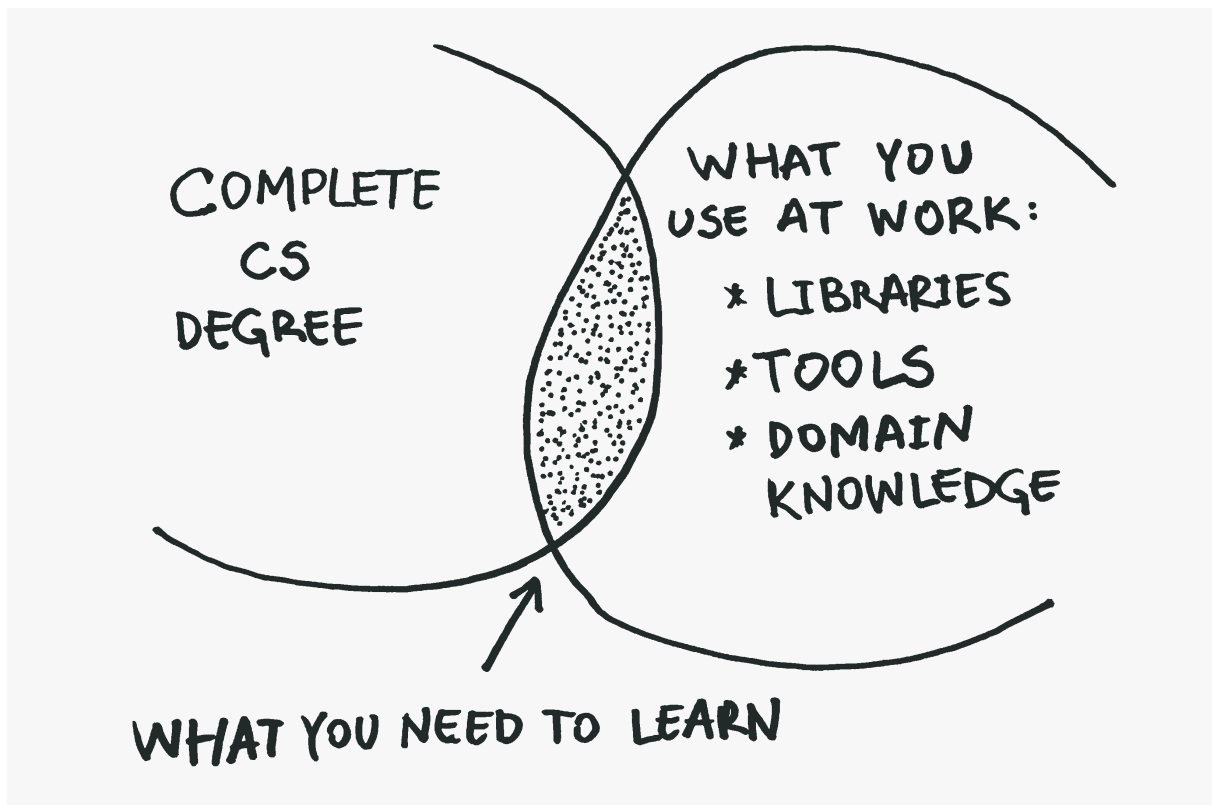 COMPLETE
CS
DEGREE
WHAT YOU
USE AT WORK:
* LIBRARIES
* TOOLS
* DOMAIN
KNOWLEDGE
WHAT YOU NEED TO LEARN